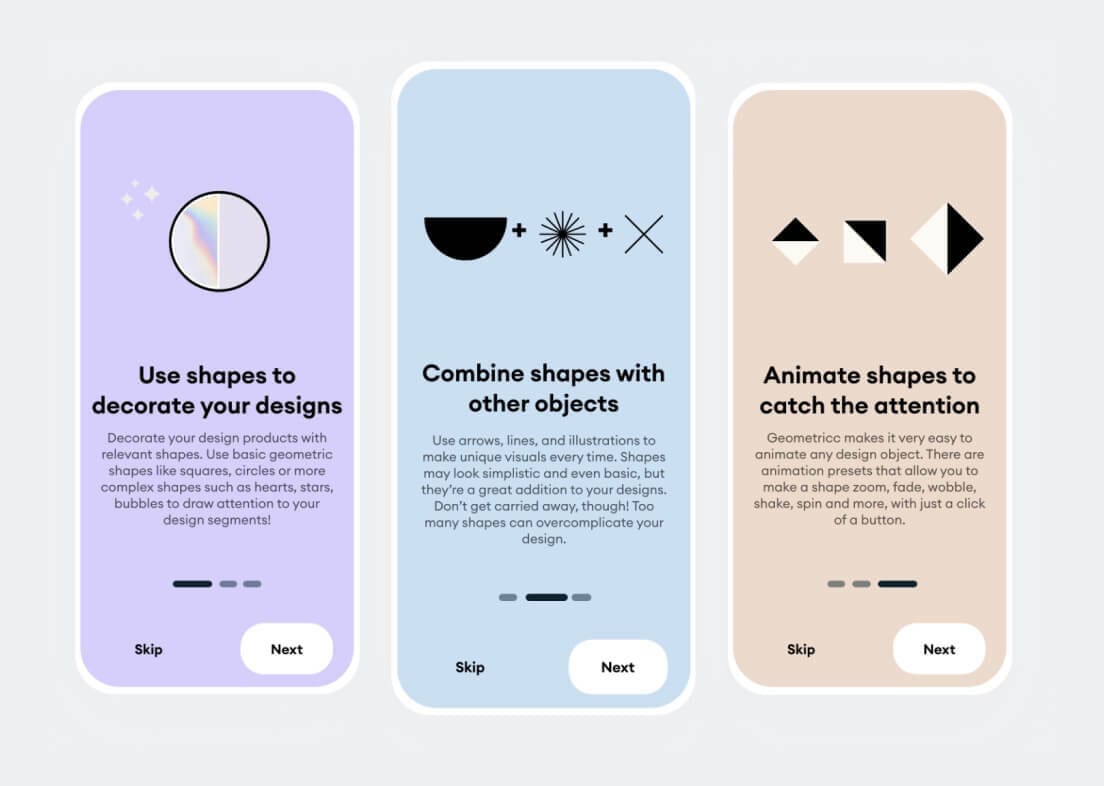 Use shapes to
decorate your designs
Decorate your design products with
relevant shapes. Use basic geometric
shapes like squares, circles or more
complex shapes such as hearts, stars,
bubbles to draw attention to your
design segments!
Skip
Next
Combine shapes with
other objects
Use arrows, lines, and illustrations to
make unique visuals every time. Shapes
may look simplistic and even basic, but
they're a great addition to your designs.
Don't get carried away, though! Too
many shapes can overcomplicate your
design.
Skip
Next
Animate shapes to
catch the attention
Geometricc makes it very easy to
animate any design object. There are
animation presets that allow you to
make a shape zoom, fade, wobble,
shake, spin and more, with just a click
of a button.
Skip
Next